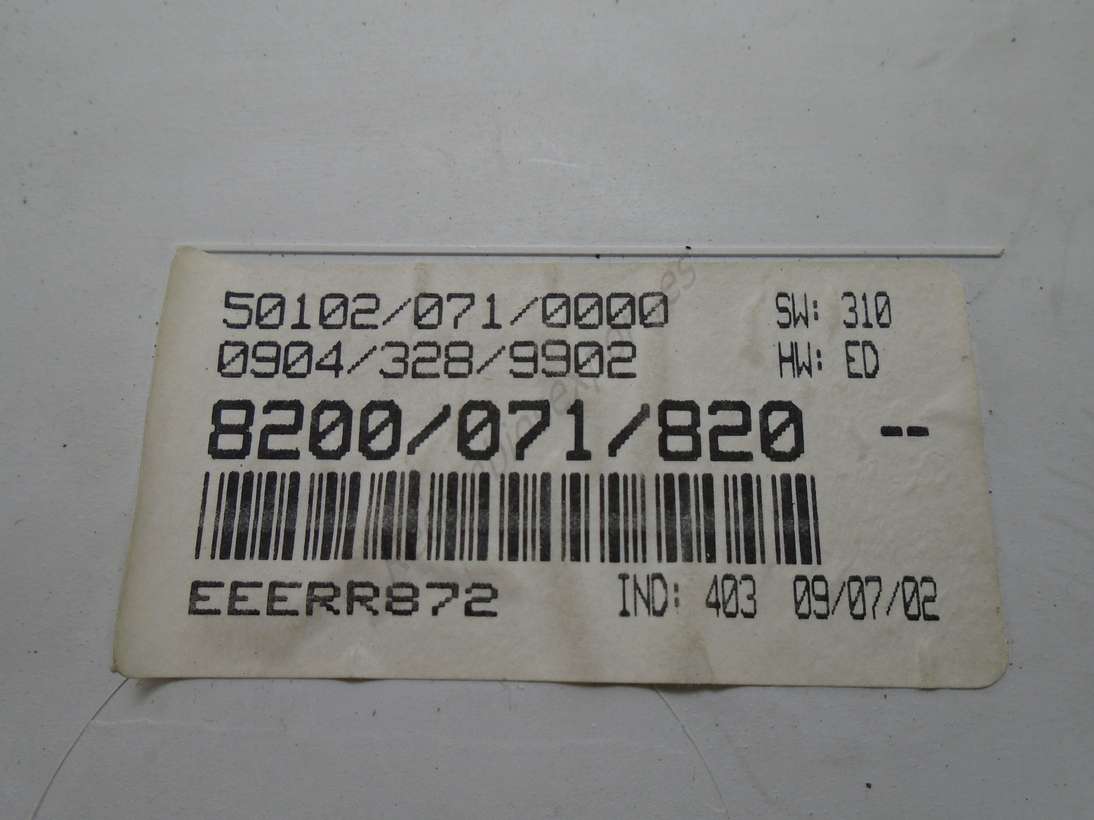 50102/071/0000 SW: 310
0904/328/9902 HW: ED
8200/071/820 --
EEERR872 IND: 403 09/07/02